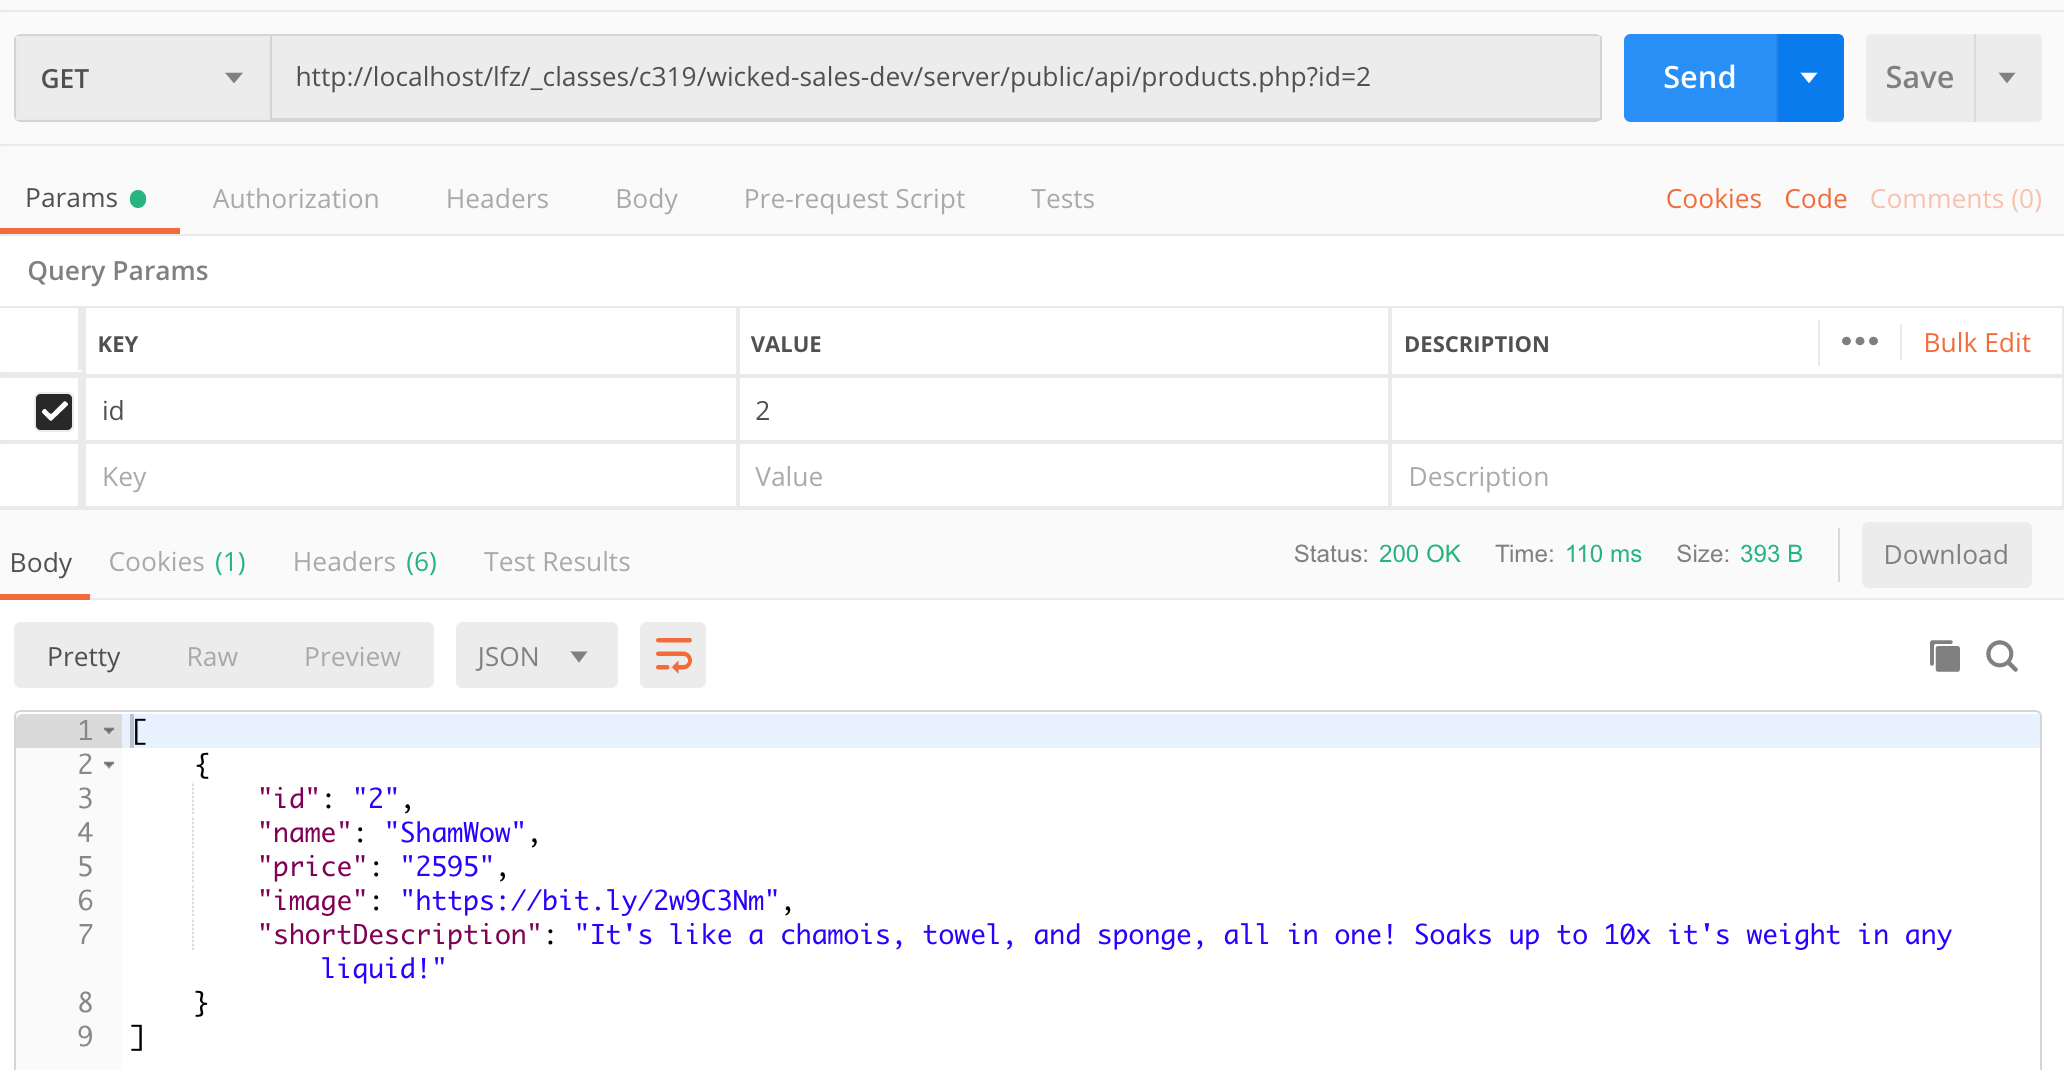 GET http://localhost/lfz/_classes/c319/wicked-sales-dev/server/public/api/products.php?id=2 Send Save
Params Authorization Headers Body Pre-request Script Tests Cookies Code Comments (0)
Query Params
KEY VALUE DESCRIPTION ••• Bulk Edit
id 2
Key Value Description
Body Cookies (1) Headers (6) Test Results Status: 200 OK Time: 110 ms Size: 393 B Download
Pretty Raw Preview JSON
1 [
2 {
3 "id": "2",
4 "name": "ShamWow",
5 "price": "2595",
6 "image": "https://bit.ly/2w9C3Nm",
7 "shortDescription": "It's like a chamois, towel, and sponge, all in one! Soaks up to 10x it's weight in any
liquid!"
8 }
9 ]